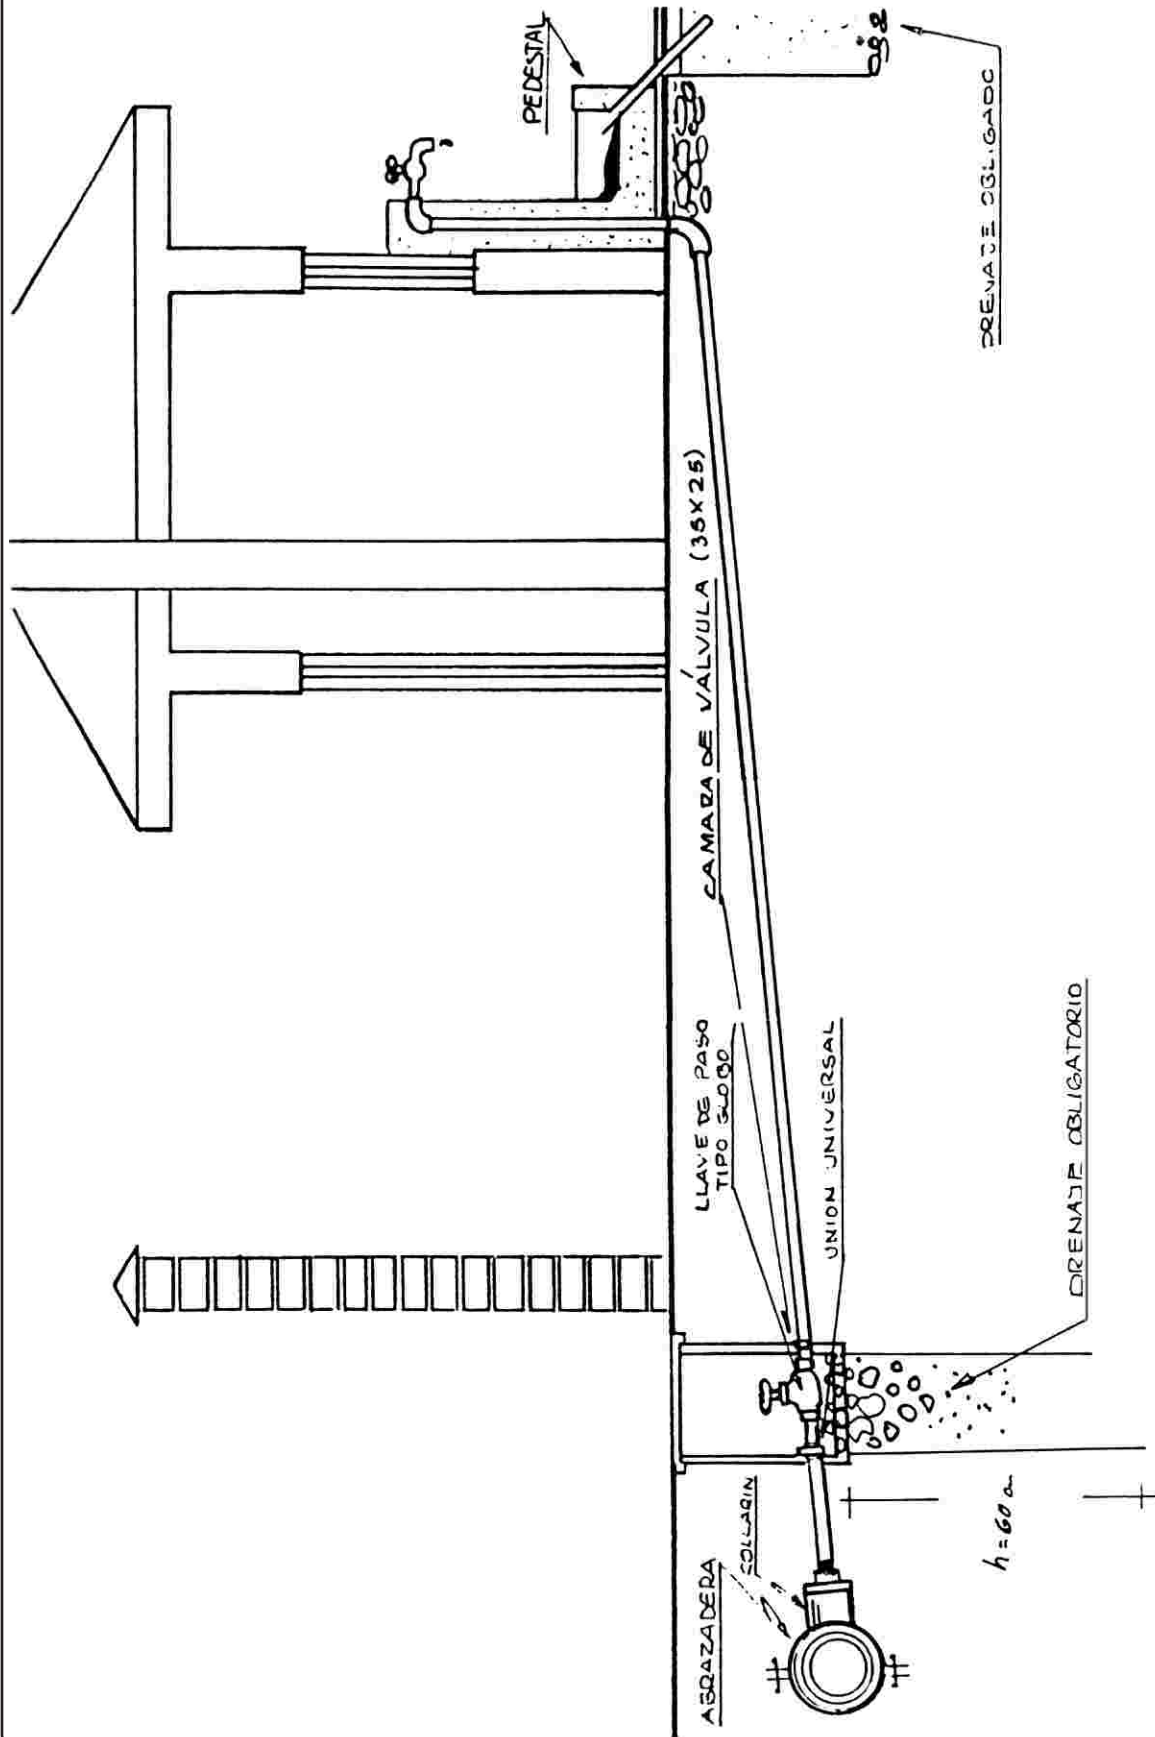 PEDESTAL
DRENAJE OBLIGADO
CAMARA DE VÁLVULA (35X25)
LLAVE DE PASO
TIPO GLOBO
UNION UNIVERSAL
DRENAJE OBLIGATORIO
COLLARIN
ABRAZADERA
h=60